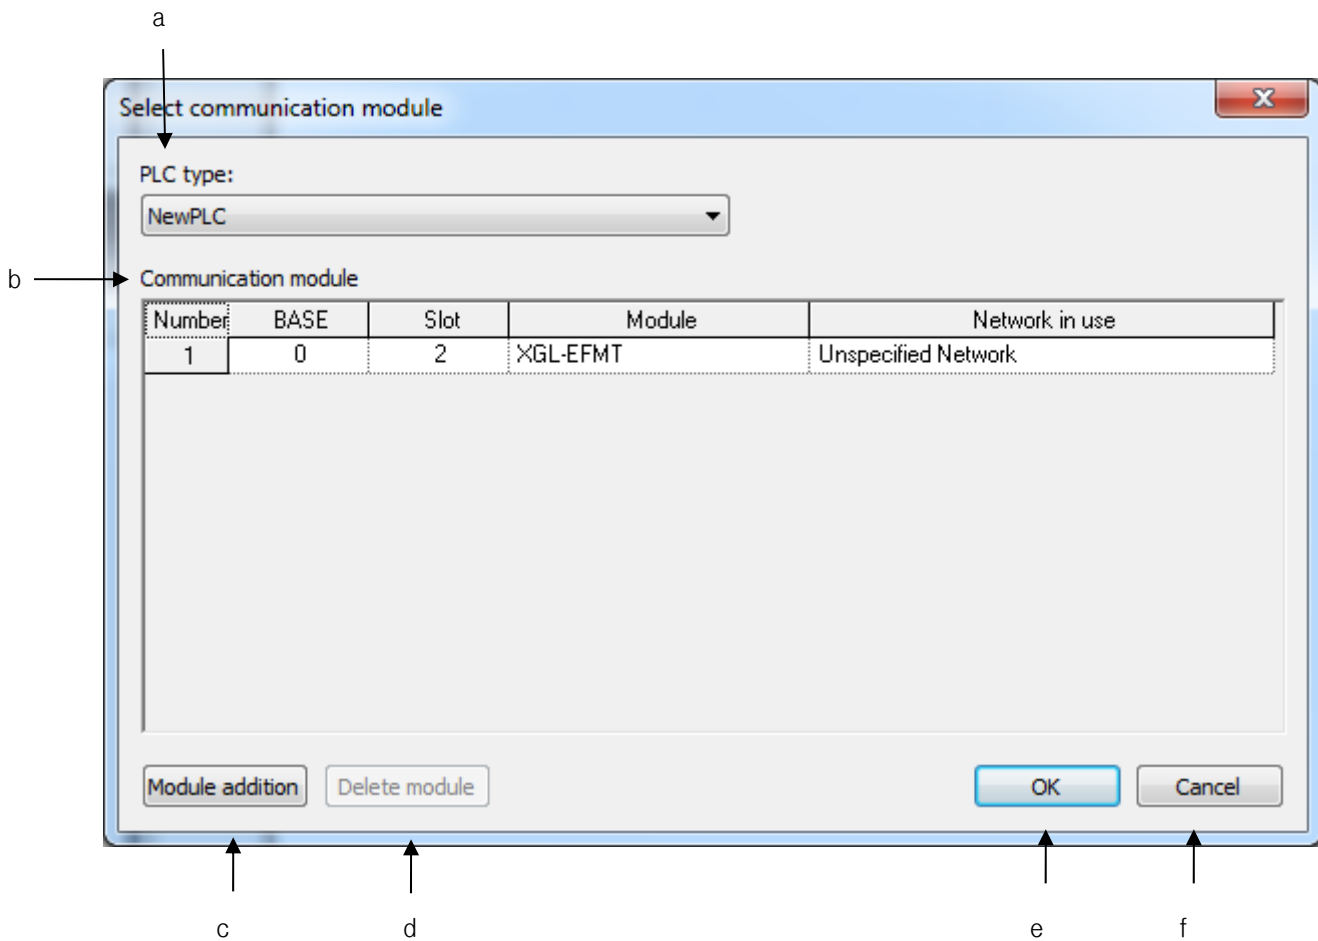 a
Select communication module
PLC type:
NewPLC
b
Communication module
Number BASE Slot Module Network in use
1 0 2 XGL-EFMT Unspecified Network
Module addition Delete module OK Cancel
c d e f